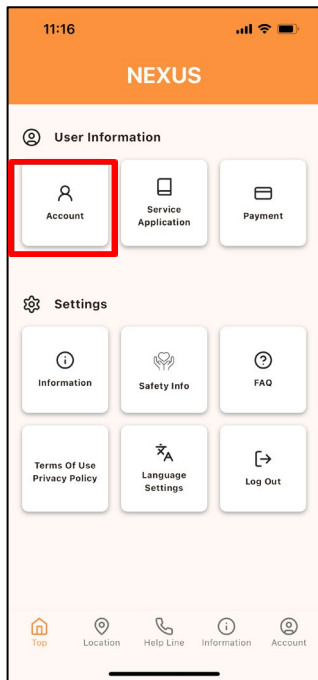 11:16
NEXUS
User Information
Account
Service
Application
Payment
Settings
Information
Safety Info
FAQ
Terms Of Use
Privacy Policy
Language
Settings
Log Out
Top
Location
Help Line
Information
Account